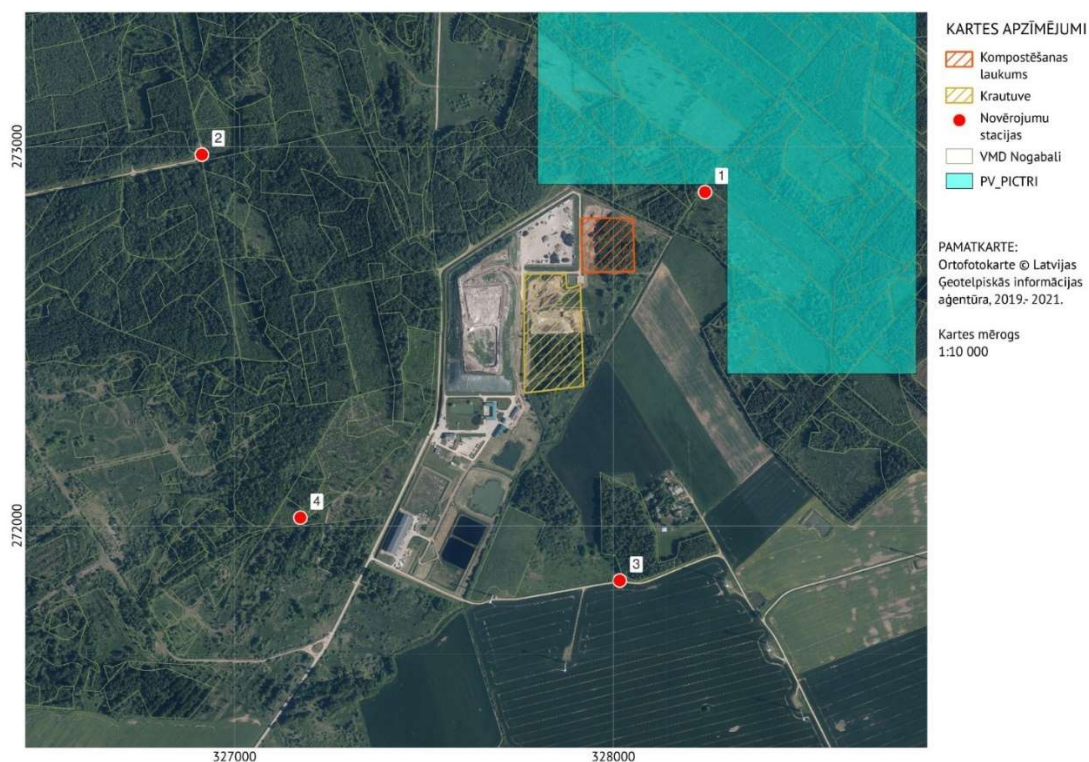 KARTES APZĪMĒJUMI
Kompostēšanas
laukums
Krautuve
Novērojumu
stacijas
VMD Nogabali
PV_PICTRI
PAMATKARTE:
Ortofotokarte © Latvijas
Ģeotelpiskās informācijas
aģentūra, 2019.- 2021.
Kartes mērogs
1:10 000
273000
272000
2
1
4
3
327000
328000